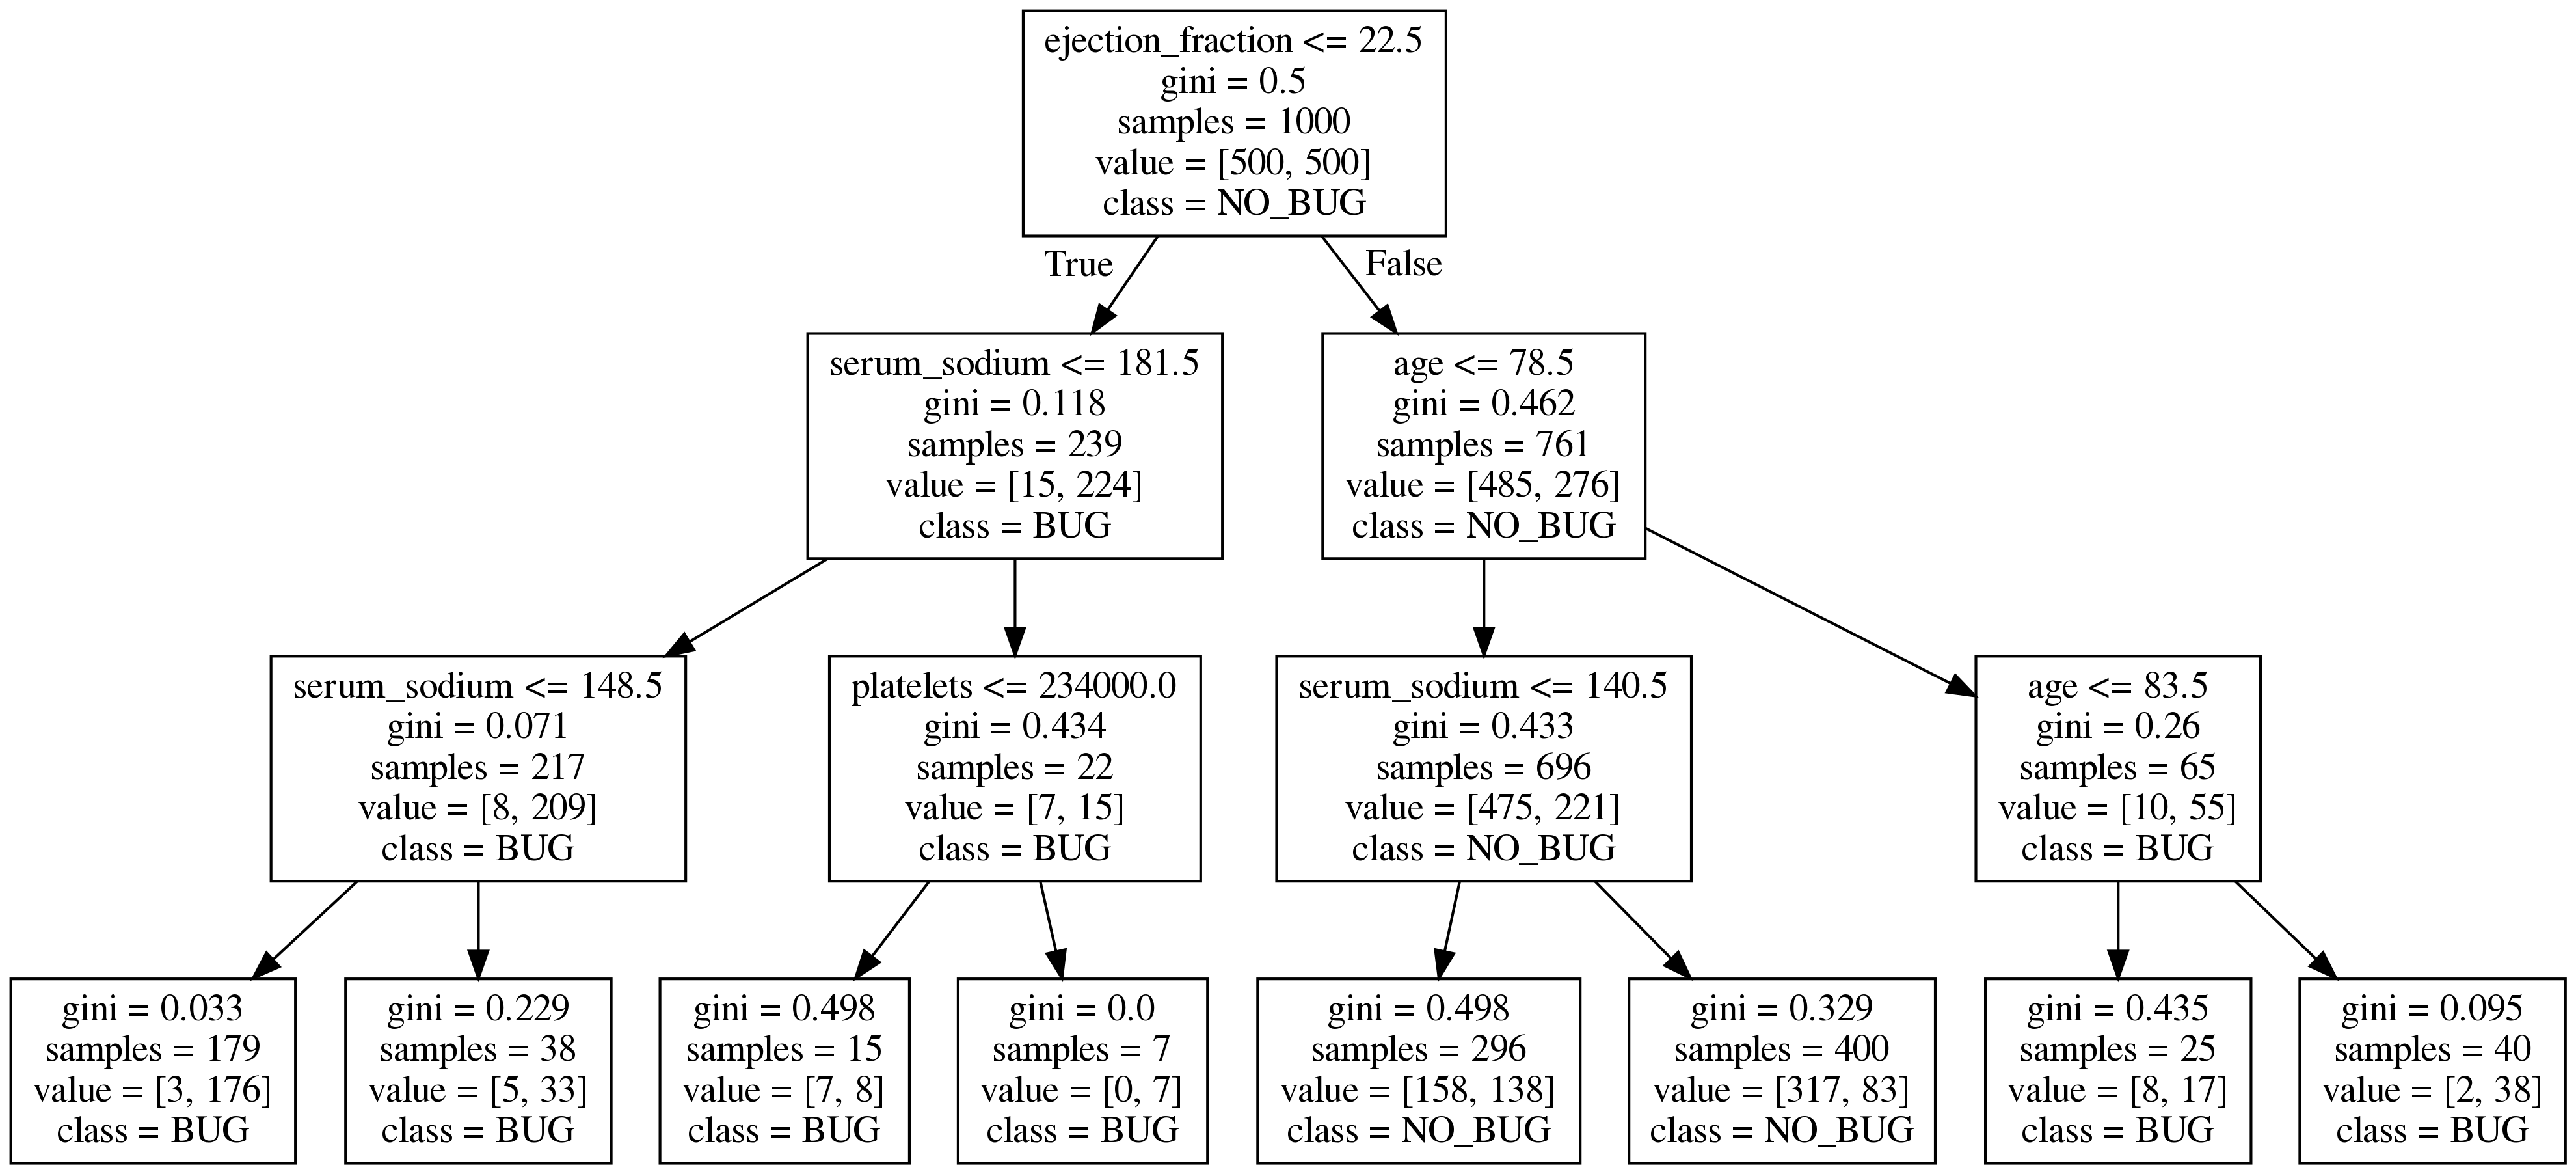 ejection_fraction <= 22.5
gini = 0.5
samples = 1000
value = [500, 500]
class = NO_BUG
True
False
serum_sodium <= 181.5
gini = 0.118
samples = 239
value = [15, 224]
class = BUG
age <= 78.5
gini = 0.462
samples = 761
value = [485, 276]
class = NO_BUG
serum_sodium <= 148.5
gini = 0.071
samples = 217
value = [8, 209]
class = BUG
platelets <= 234000.0
gini = 0.434
samples = 22
value = [7, 15]
class = BUG
serum_sodium <= 140.5
gini = 0.433
samples = 696
value = [475, 221]
class = NO_BUG
age <= 83.5
gini = 0.26
samples = 65
value = [10, 55]
class = BUG
gini = 0.033
samples = 179
value = [3, 176]
class = BUG
gini = 0.229
samples = 38
value = [5, 33]
class = BUG
gini = 0.498
samples = 15
value = [7, 8]
class = BUG
gini = 0.0
samples = 7
value = [0, 7]
class = BUG
gini = 0.498
samples = 296
value = [158, 138]
class = NO_BUG
gini = 0.329
samples = 400
value = [317, 83]
class = NO_BUG
gini = 0.435
samples = 25
value = [8, 17]
class = BUG
gini = 0.095
samples = 40
value = [2, 38]
class = BUG